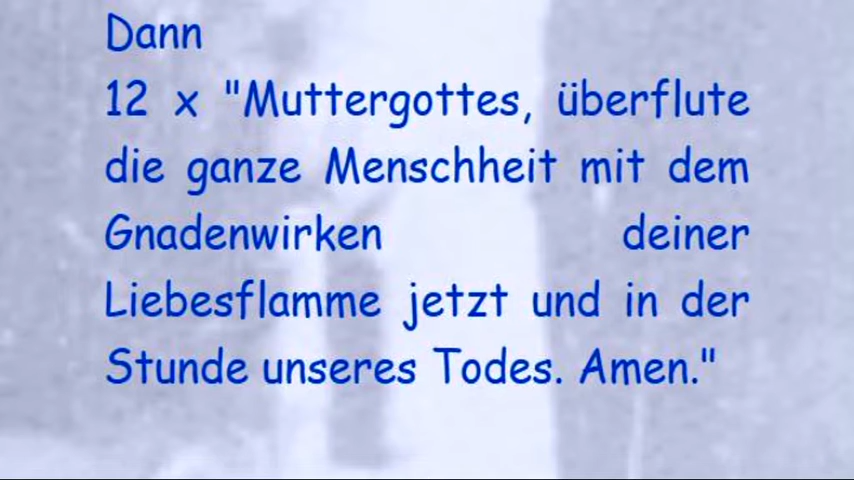 Dann
12 x "Muttergottes, überflute
die ganze Menschheit mit dem
Gnadenwirken deiner
Liebesflamme jetzt und in der
Stunde unseres Todes. Amen."